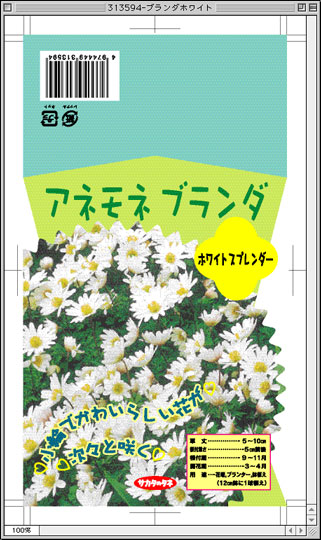 313594-ブランダホワイト
4 974449 313594
アネモネ ブランダ
ホワイトスプレンダー
小輪でかわいらしい花が
次々と咲く
サカタのタネ
草丈 5〜10㎝
5㎝前後
植付期 9〜11月
開花期 3〜4月
用途 花壇、プランター、鉢植え
(12㎝鉢に1球植え)
100%